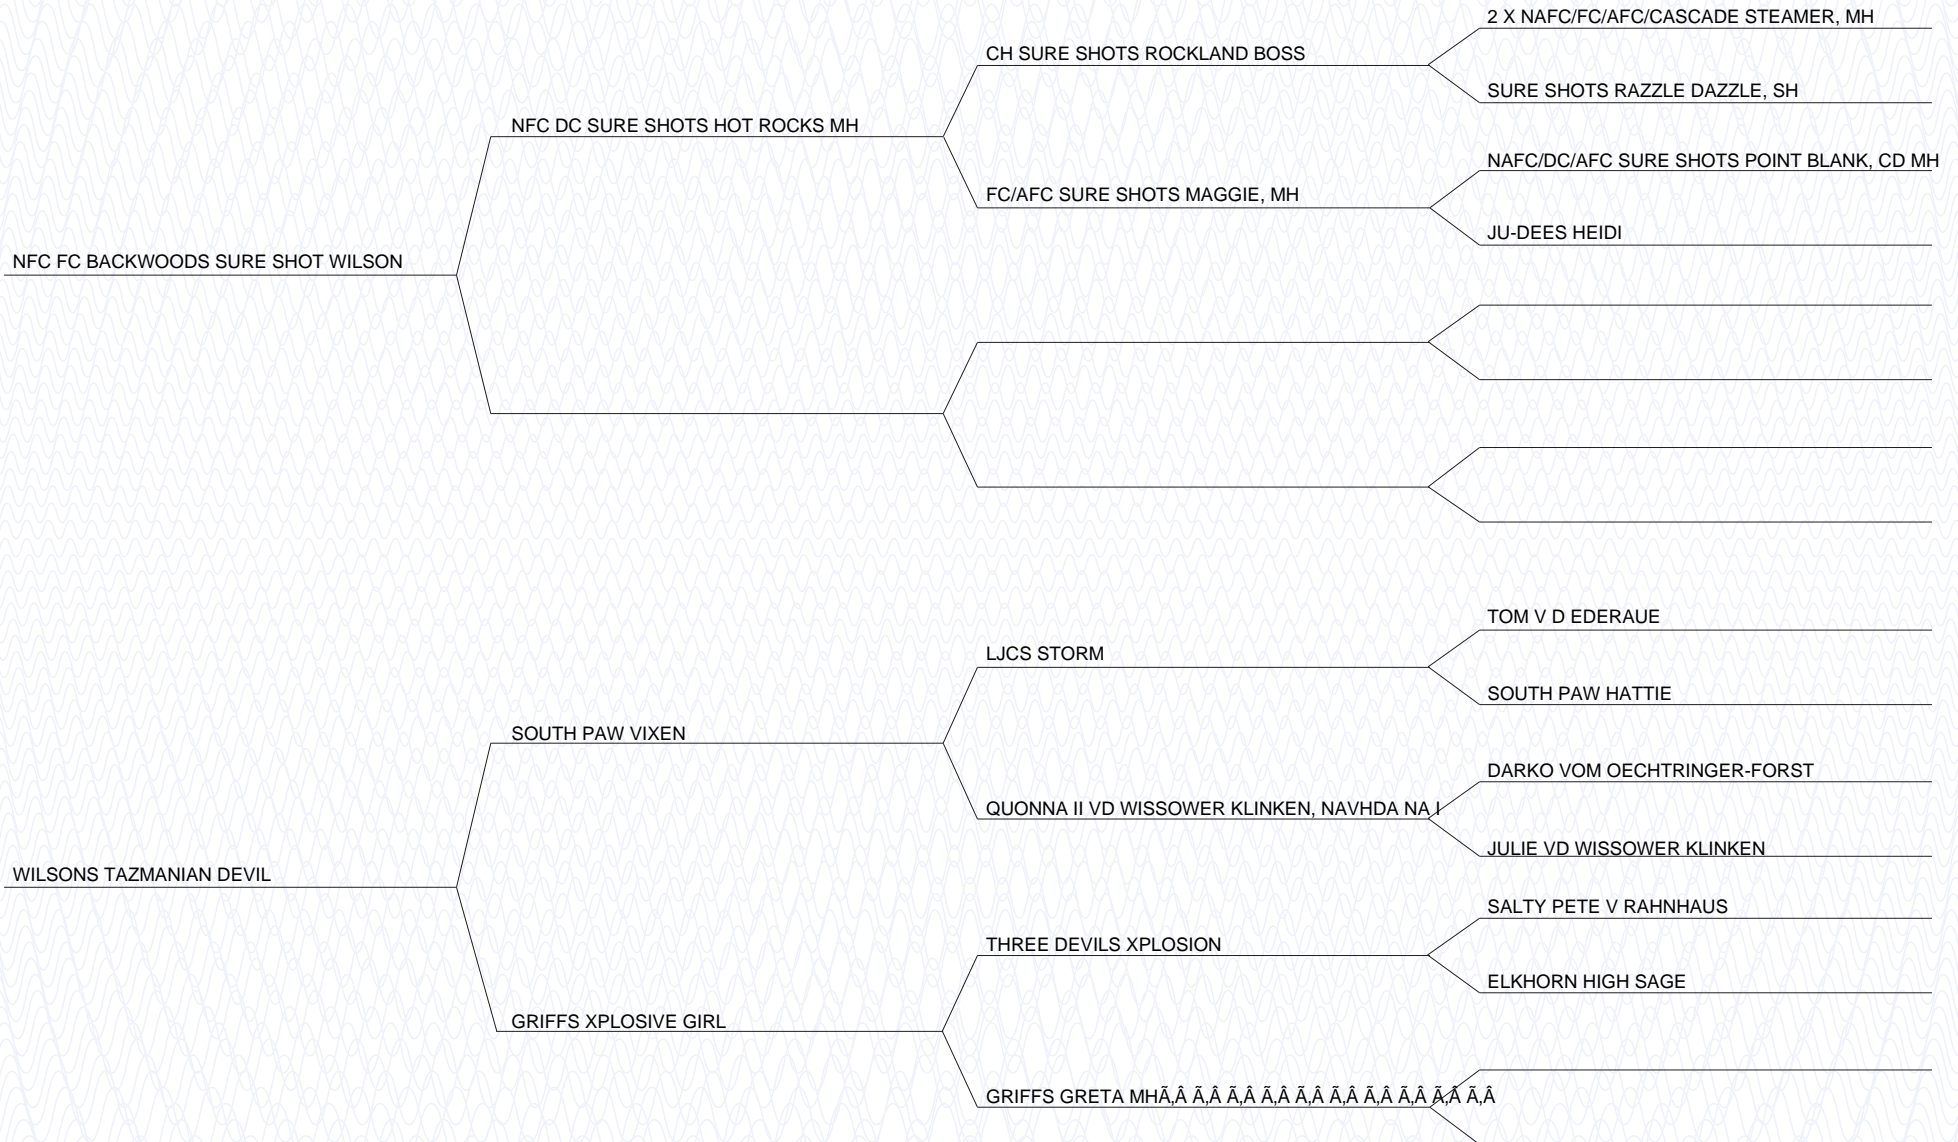 2 X NAFC/FC/AFC/CASCADE STEAMER, MH
CH SURE SHOTS ROCKLAND BOSS
SURE SHOTS RAZZLE DAZZLE, SH
NFC DC SURE SHOTS HOT ROCKS MH
NAFC/DC/AFC SURE SHOTS POINT BLANK, CD MH
FC/AFC SURE SHOTS MAGGIE, MH
JU-DEES HEIDI
NFC FC BACKWOODS SURE SHOT WILSON
TOM V D EDERAUE
LJCS STORM
SOUTH PAW HATTIE
SOUTH PAW VIXEN
DARKO VOM OECHTRINGER-FORST
QUONNA II VD WISSOWER KLINKEN, NAVHDA NA I
JULIE VD WISSOWER KLINKEN
WILSONS TAZMANIAN DEVIL
SALTY PETE V RAHNHAUS
THREE DEVILS XPLOSION
ELKHORN HIGH SAGE
GRIFFS XPLOSIVE GIRL
GRIFFS GRETA MHÃ‚Â Ã‚Â Ã‚Â Ã‚Â Ã‚Â Ã‚Â Ã‚Â Ã‚Â Ã‚Â Ã‚Â